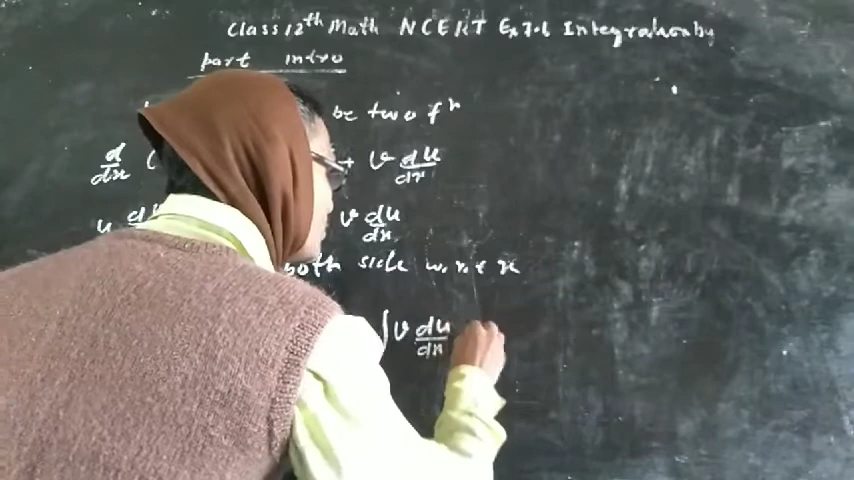 Class 12th Math NCERT Ex 7.6 Integration by
part intro
be two fⁿ
d/dx ( + v du/dx
u v du/dx
both side w.r.t x
∫ v du/dx